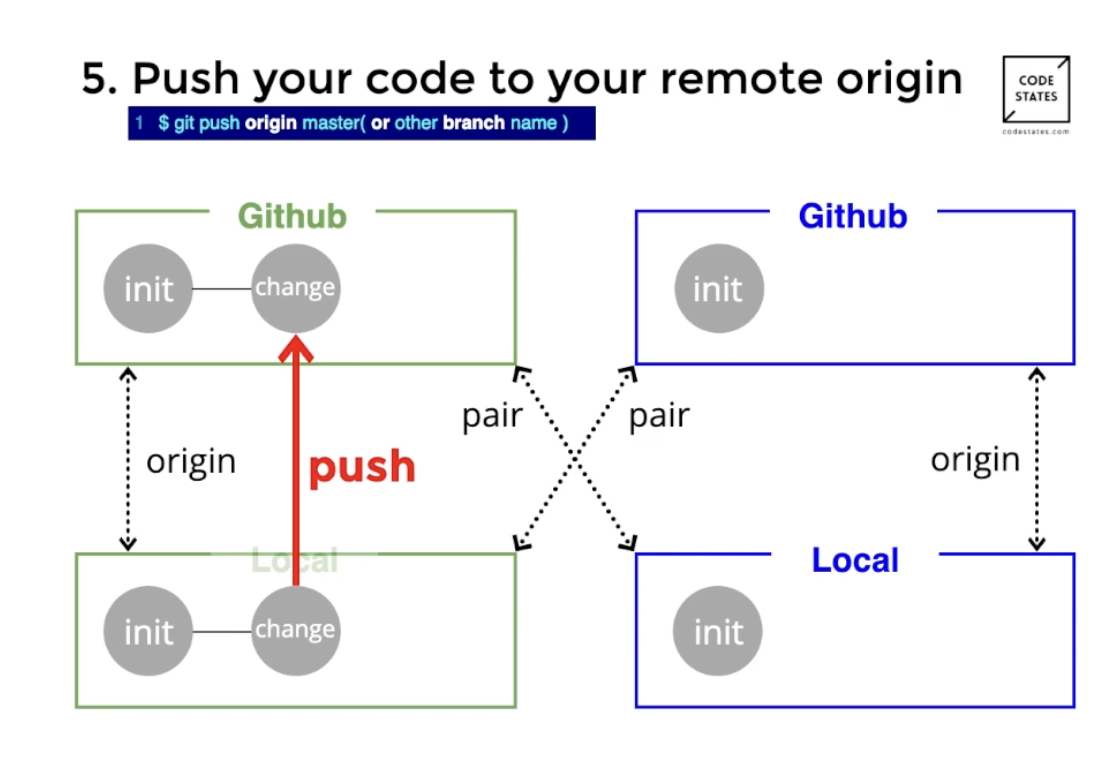 5. Push your code to your remote origin
CODE
STATES
codestates.com
1 $ git push origin master( or other branch name )
Github
Github
init
change
init
pair
pair
origin
push
origin
Local
Local
init
change
init